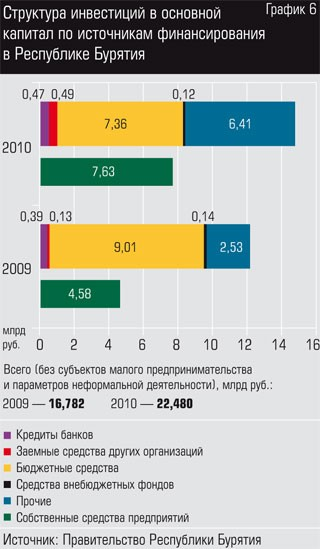 График 6
Структура инвестиций в основной
капитал по источникам финансирования
в Республике Бурятия
0,47 0,49 0,12
2010 7,36 6,41
7,63
0,39 0,13 0,14
2009 9,01 2,53
4,58
млрд
руб. 0 2 4 6 8 10 12 14 16
Всего (без субъектов малого предпринимательства
и параметров неформальной деятельности), млрд руб.:
2009 — 16,782 2010 — 22,480
Кредиты банков
Заемные средства других организаций
Бюджетные средства
Средства внебюджетных фондов
Прочие
Собственные средства предприятий
Источник: Правительство Республики Бурятия